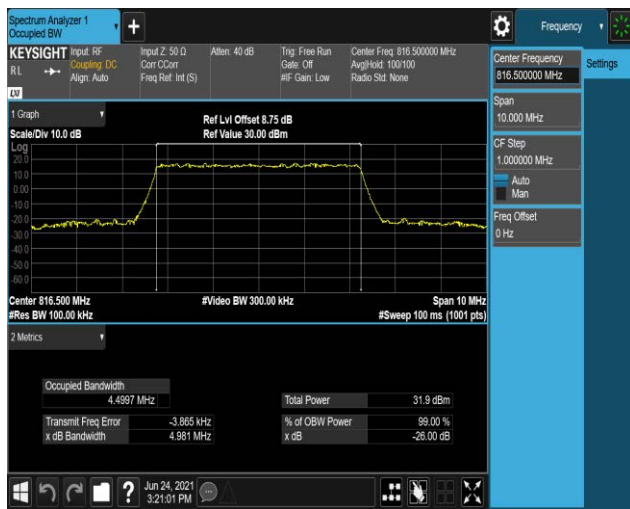 Spectrum Analyzer 1
Occupied BW
+
Frequency
KEYSIGHT
RL
LXI
Input: RF
Coupling: DC
Align: Auto
Input Z: 50 Ω
Corr CCorr
Freq Ref: Int (S)
Atten: 40 dB
Trig: Free Run
Gate: Off
#IF Gain: Low
Center Freq: 816.500000 MHz
Avg|Hold: 100/100
Radio Std: None
Center Frequency
816.500000 MHz
Settings
Span
10.000 MHz
CF Step
1.000000 MHz
Auto
Man
Freq Offset
0 Hz
1 Graph
Scale/Div 10.0 dB
Ref Lvl Offset 8.75 dB
Ref Value 30.00 dBm
Log
20.0
10.0
0.00
-10.0
-20.0
-30.0
-40.0
-50.0
-60.0
Center 816.500 MHz
#Video BW 300.00 kHz
Span 10 MHz
#Res BW 100.00 kHz
#Sweep 100 ms (1001 pts)
2 Metrics
Occupied Bandwidth
4.4997 MHz
Total Power 31.9 dBm
Transmit Freq Error -3.865 kHz
% of OBW Power 99.00 %
x dB Bandwidth 4.981 MHz
x dB -26.00 dB
?
Jun 24, 2021
3:21:01 PM